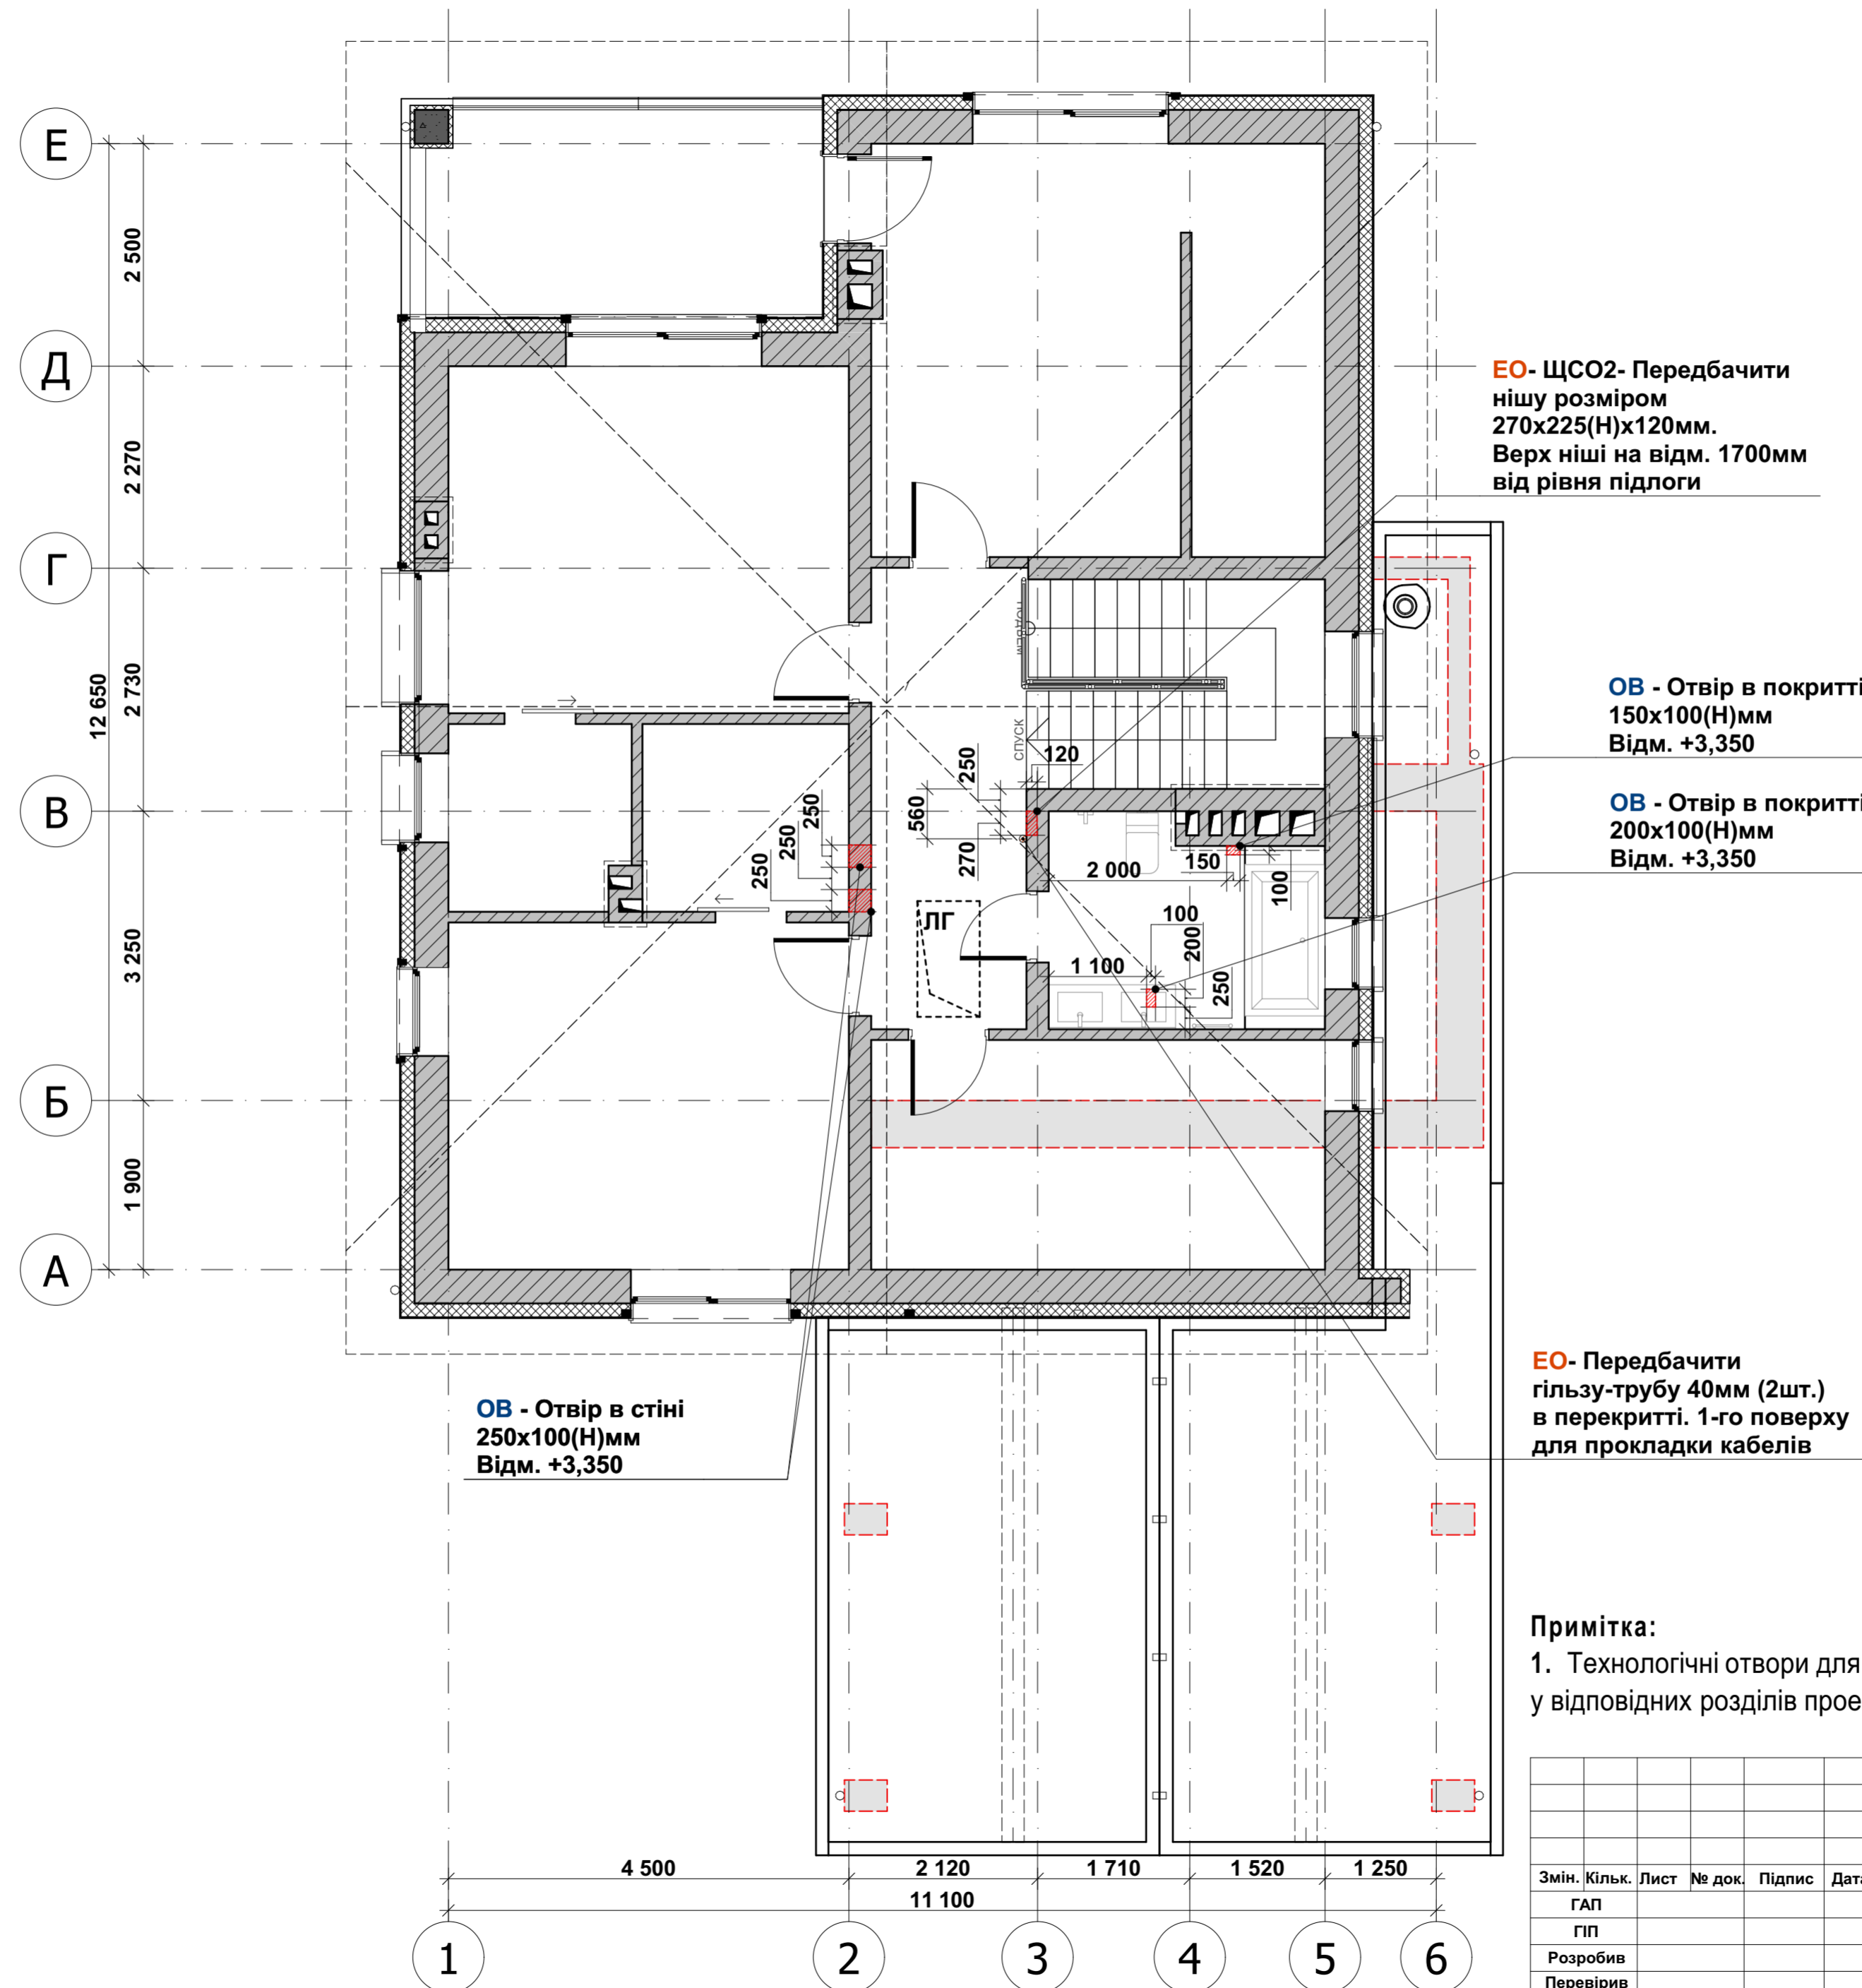 Е
Д
Г
В
Б
А
2 500
2 270
2 730
3 250
1 900
12 650
ЕО- ЩСО2- Передбачити
нішу розміром
270х225(Н)х120мм.
Верх ніші на відм. 1700мм
від рівня підлоги
ОВ - Отвір в покритті
150х100(Н)мм
Відм. +3,350
ОВ - Отвір в покритті
200х100(Н)мм
Відм. +3,350
СПУСК
120
250
560
270
250
250
250
2 000
150
100
100
200
1 100
250
ЛГ
ОВ - Отвір в стіні
250х100(Н)мм
Відм. +3,350
ЕО- Передбачити
гільзу-трубу 40мм (2шт.)
в перекритті. 1-го поверху
для прокладки кабелів
Примітка:
1. Технологічні отвори для
у відповідних розділів прое
4 500
2 120
1 710
1 520
1 250
11 100
1
2
3
4
5
6
Змін. Кільк. Лист № док. Підпис Дата
ГАП
ГІП
Розробив
Перевірив